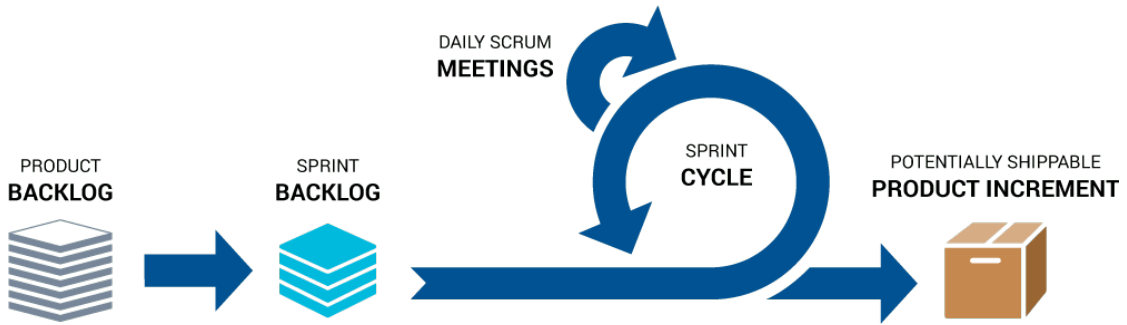 DAILY SCRUM
MEETINGS
PRODUCT
BACKLOG
SPRINT
BACKLOG
SPRINT
CYCLE
POTENTIALLY SHIPPABLE
PRODUCT INCREMENT